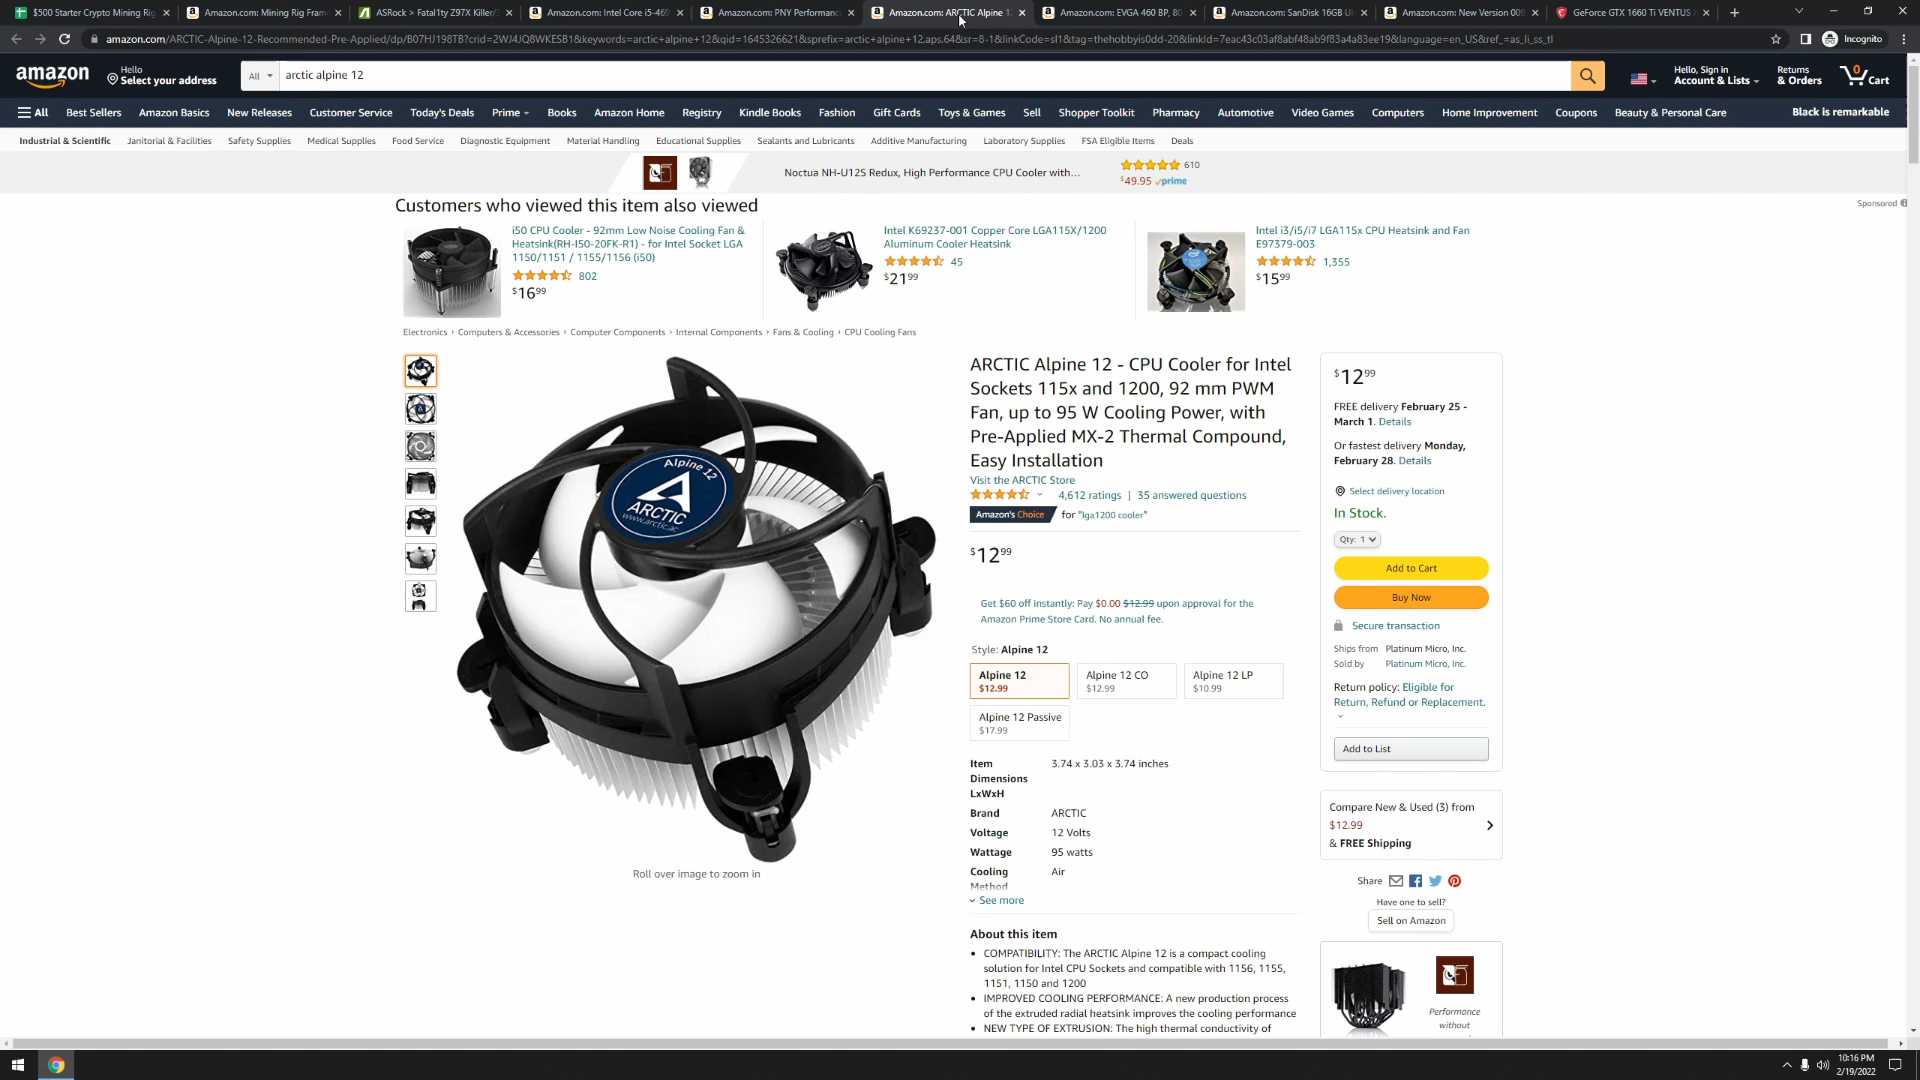 $500 Starter Crypto Mining Rig
Amazon.com: Mining Rig Fram
ASRock > Fatal1ty Z97X Killer/
Amazon.com: Intel Core i5-469
Amazon.com: PNY Performanc
Amazon.com: ARCTIC Alpine 1
Amazon.com: EVGA 460 BP, 80
Amazon.com: SanDisk 16GB U
Amazon.com: New Version 009
GeForce GTX 1660 Ti VENTUS
amazon.com/ARCTIC-Alpine-12-Recommended-Pre-Applied/dp/B07HJ198TB?crid=2WJ4JQ8WKESB1&keywords=arctic+alpine+12&qid=1645326621&sprefix=arctic+alpine+12,aps,64&sr=8-1&linkCode=sl1&tag=thehobbyis0dd-20&linkId=7eac43c03af8abf48ab9f83a4a83ee19&language=en_US&ref_=as_li_ss_tl
Incognito
amazon
Hello
Select your address
All
arctic alpine 12
Hello, Sign in
Account & Lists
Returns
& Orders
0
Cart
All
Best Sellers
Amazon Basics
New Releases
Customer Service
Today's Deals
Prime
Books
Amazon Home
Registry
Kindle Books
Fashion
Gift Cards
Toys & Games
Sell
Shopper Toolkit
Pharmacy
Automotive
Video Games
Computers
Home Improvement
Coupons
Beauty & Personal Care
Black is remarkable
Industrial & Scientific
Janitorial & Facilities
Safety Supplies
Medical Supplies
Food Service
Diagnostic Equipment
Material Handling
Educational Supplies
Sealants and Lubricants
Additive Manufacturing
Laboratory Supplies
FSA Eligible Items
Deals
Noctua NH-U12S Redux, High Performance CPU Cooler with...
610
$49.95 prime
Customers who viewed this item also viewed
Sponsored
i50 CPU Cooler - 92mm Low Noise Cooling Fan &
Heatsink(RH-I50-20FK-R1) - for Intel Socket LGA
1150/1151 / 1155/1156 (i50)
802
$16.99
Intel K69237-001 Copper Core LGA115X/1200
Aluminum Cooler Heatsink
45
$21.99
Intel i3/i5/i7 LGA115x CPU Heatsink and Fan
E97379-003
1,355
$15.99
Electronics › Computers & Accessories › Computer Components › Internal Components › Fans & Cooling › CPU Cooling Fans
Alpine 12
ARCTIC
www.arctic.ac
Roll over image to zoom in
ARCTIC Alpine 12 - CPU Cooler for Intel
Sockets 115x and 1200, 92 mm PWM
Fan, up to 95 W Cooling Power, with
Pre-Applied MX-2 Thermal Compound,
Easy Installation
Visit the ARCTIC Store
4,612 ratings | 35 answered questions
Amazon's Choice for "lga1200 cooler"
$12.99
Get $60 off instantly: Pay $0.00 $12.99 upon approval for the
Amazon Prime Store Card. No annual fee.
Style: Alpine 12
Alpine 12
$12.99
Alpine 12 CO
$12.99
Alpine 12 LP
$10.99
Alpine 12 Passive
$17.99
Item 3.74 x 3.03 x 3.74 inches
Dimensions
LxWxH
Brand ARCTIC
Voltage 12 Volts
Wattage 95 watts
Cooling Air
Method
See more
About this item
• COMPATIBILITY: The ARCTIC Alpine 12 is a compact cooling
solution for Intel CPU Sockets and compatible with 1156, 1155,
1151, 1150 and 1200
• IMPROVED COOLING PERFORMANCE: A new production process
of the extruded radial heatsink improves the cooling performance
• NEW TYPE OF EXTRUSION: The high thermal conductivity of
$12.99
FREE delivery February 25 -
March 1. Details
Or fastest delivery Monday,
February 28. Details
Select delivery location
In Stock.
Qty: 1
Add to Cart
Buy Now
Secure transaction
Ships from Platinum Micro, Inc.
Sold by Platinum Micro, Inc.
Return policy: Eligible for
Return, Refund or Replacement.
Add to List
Compare New & Used (3) from
$12.99
& FREE Shipping
Share
Have one to sell?
Sell on Amazon
Performance
without
10:16 PM
2/19/2022